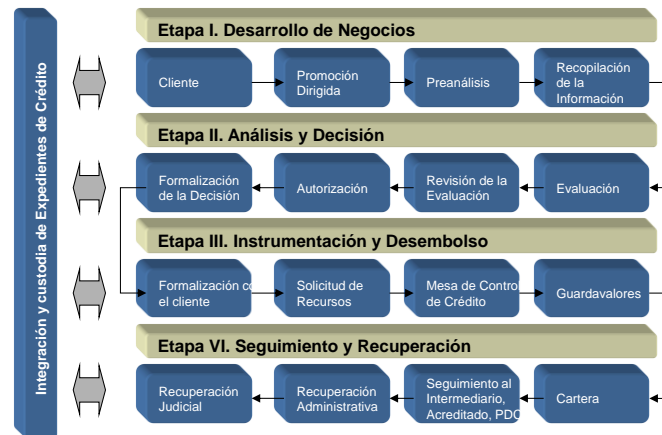 Integración y custodia de Expedientes de Crédito
Etapa I. Desarrollo de Negocios
Cliente
Promoción
Dirigida
Preanálisis
Recopilación
de la
Información
Etapa II. Análisis y Decisión
Formalización
de la Decisión
Autorización
Revisión de la
Evaluación
Evaluación
Etapa III. Instrumentación y Desembolso
Formalización co
el cliente
Solicitud de
Recursos
Mesa de Contro
de Crédito
Guardavalores
Etapa VI. Seguimiento y Recuperación
Recuperación
Judicial
Recuperación
Administrativa
Seguimiento al
Intermediario,
Acreditado, PDC
Cartera